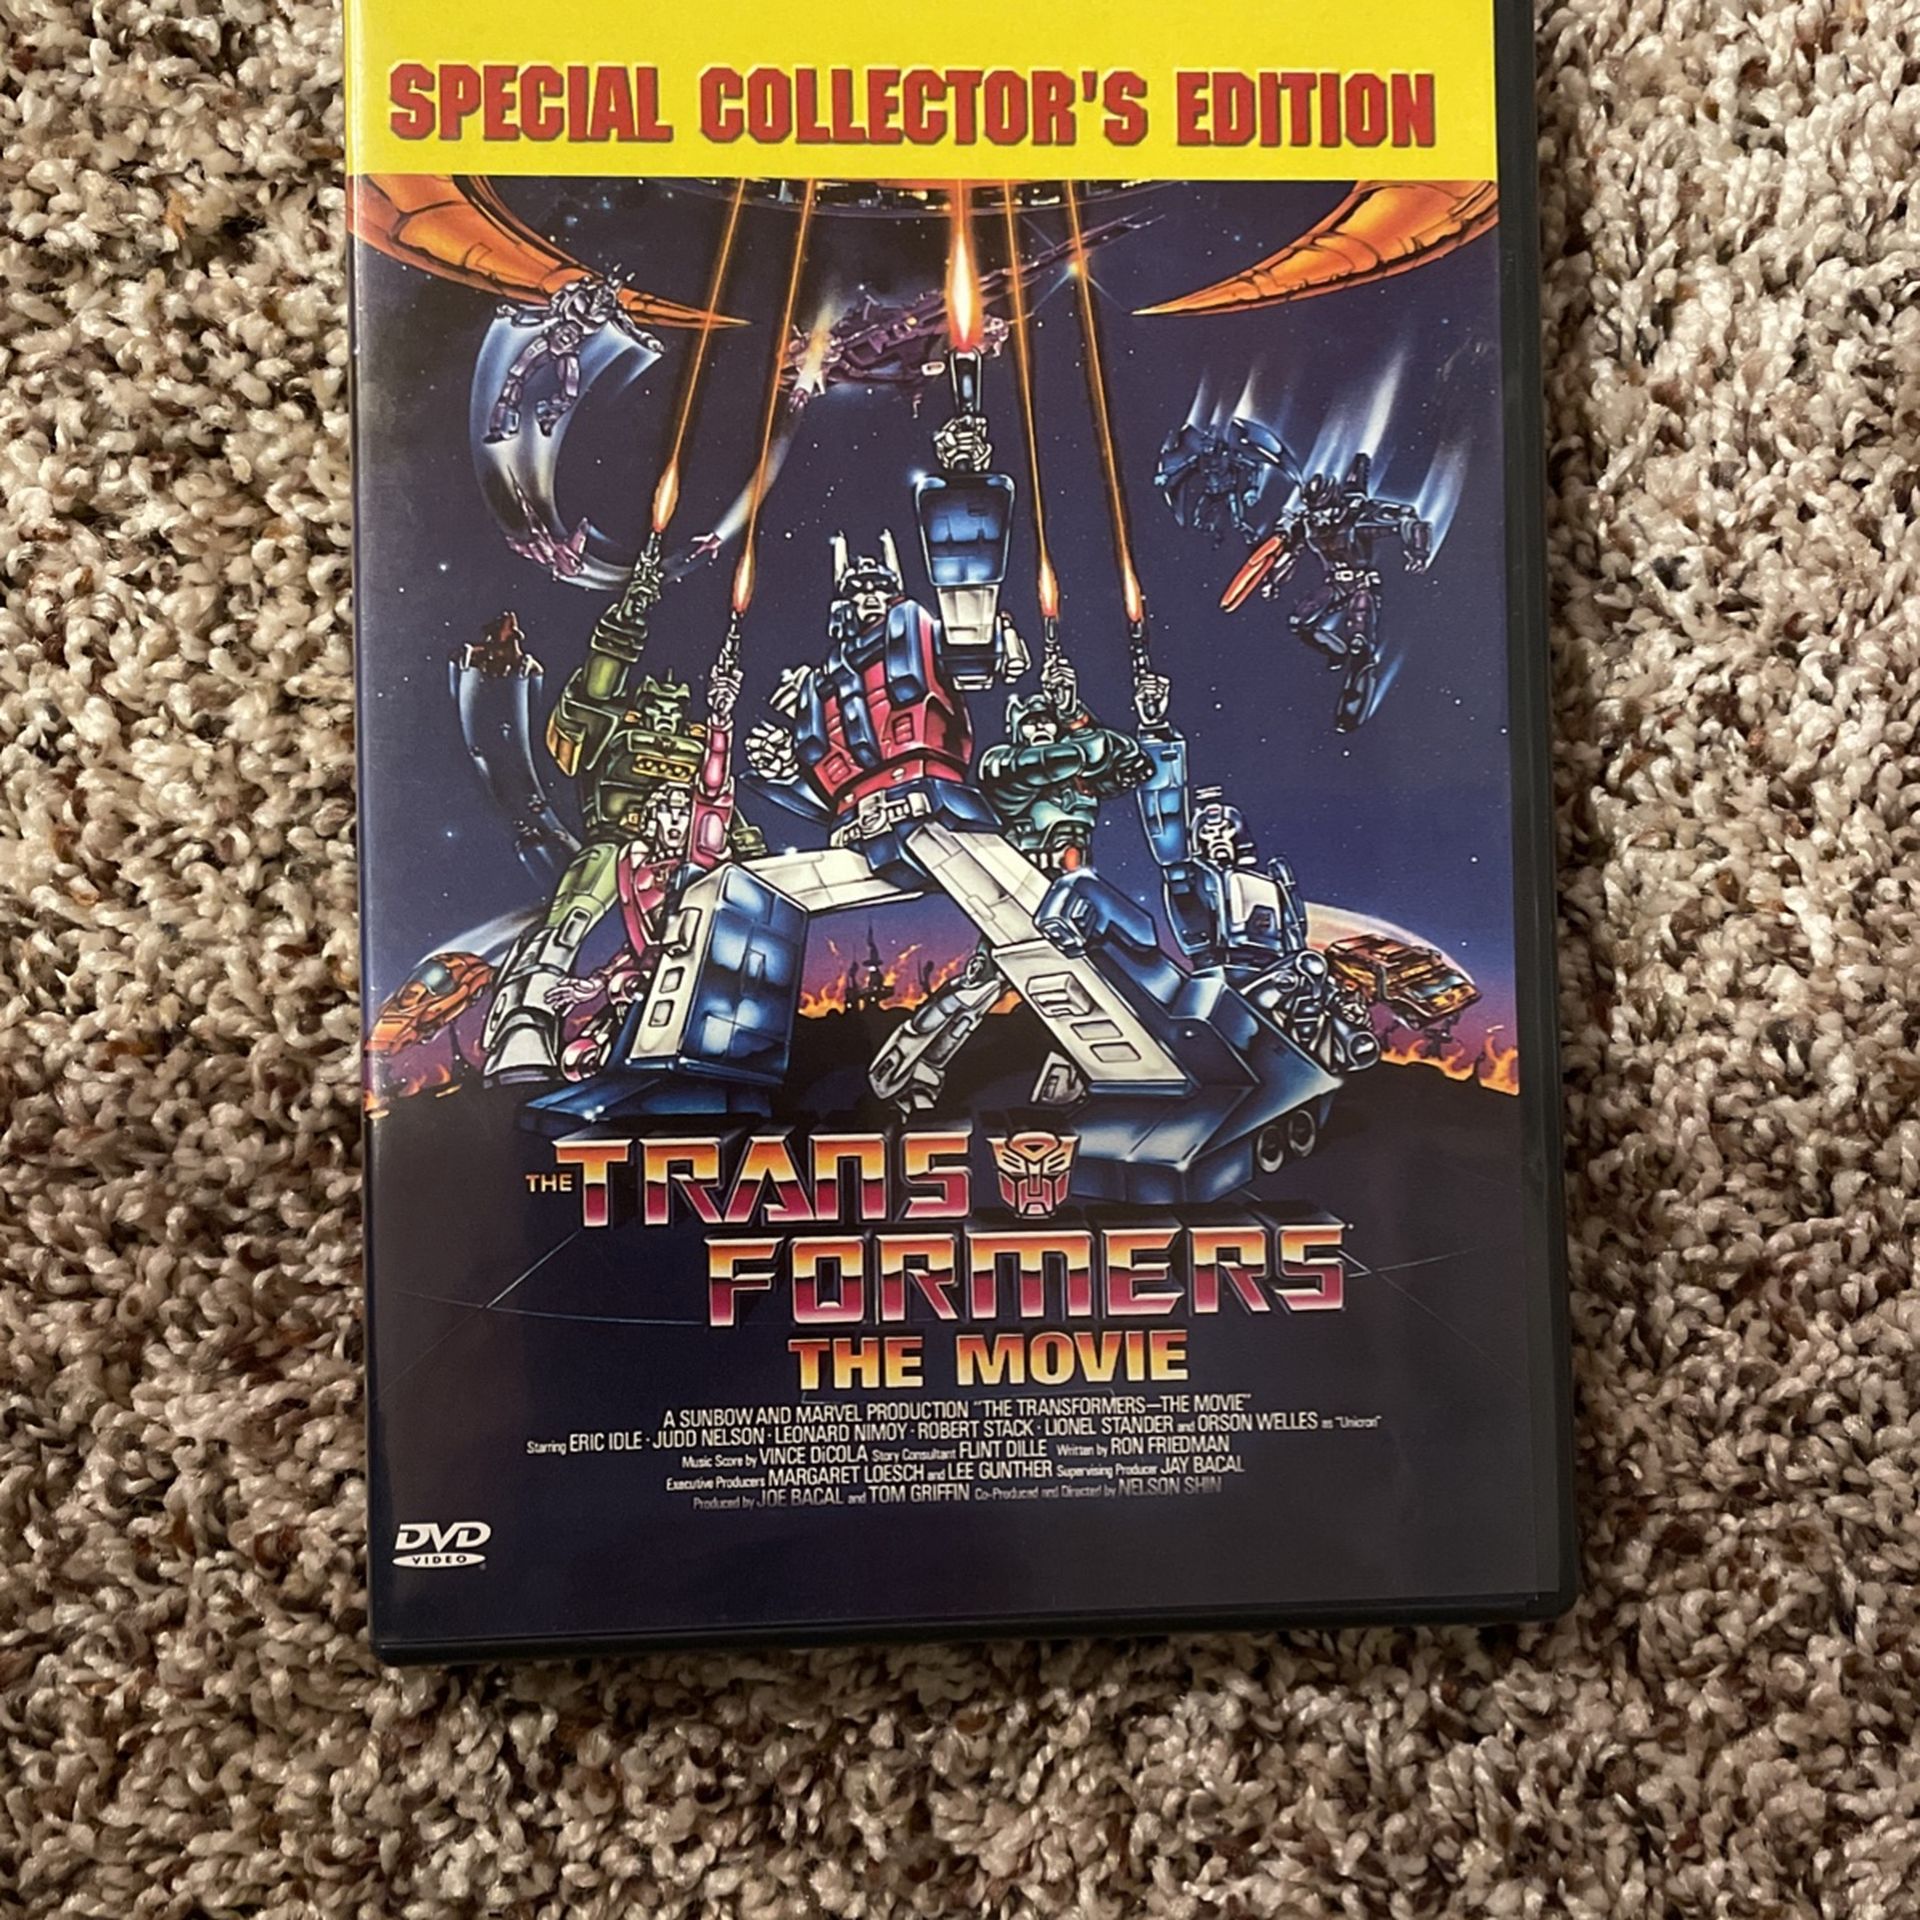 SPECIAL COLLECTOR'S EDITION
THE TRANS
FORMERS
THE MOVIE
A SUNBOW AND MARVEL PRODUCTION "THE TRANSFORMERS—THE MOVIE"
Starring ERIC IDLE · JUDD NELSON · LEONARD NIMOY · ROBERT STACK · LIONEL STANDER and ORSON WELLES as "Unicron"
Music Score by VINCE DiCOLA Story Consultant FLINT DILLE Written by RON FRIEDMAN
Executive Producers MARGARET LOESCH and LEE GUNTHER Supervising Producer JAY BACAL
Produced by JOE BACAL and TOM GRIFFIN Co-Produced and Directed by NELSON SHIN
DVD
VIDEO